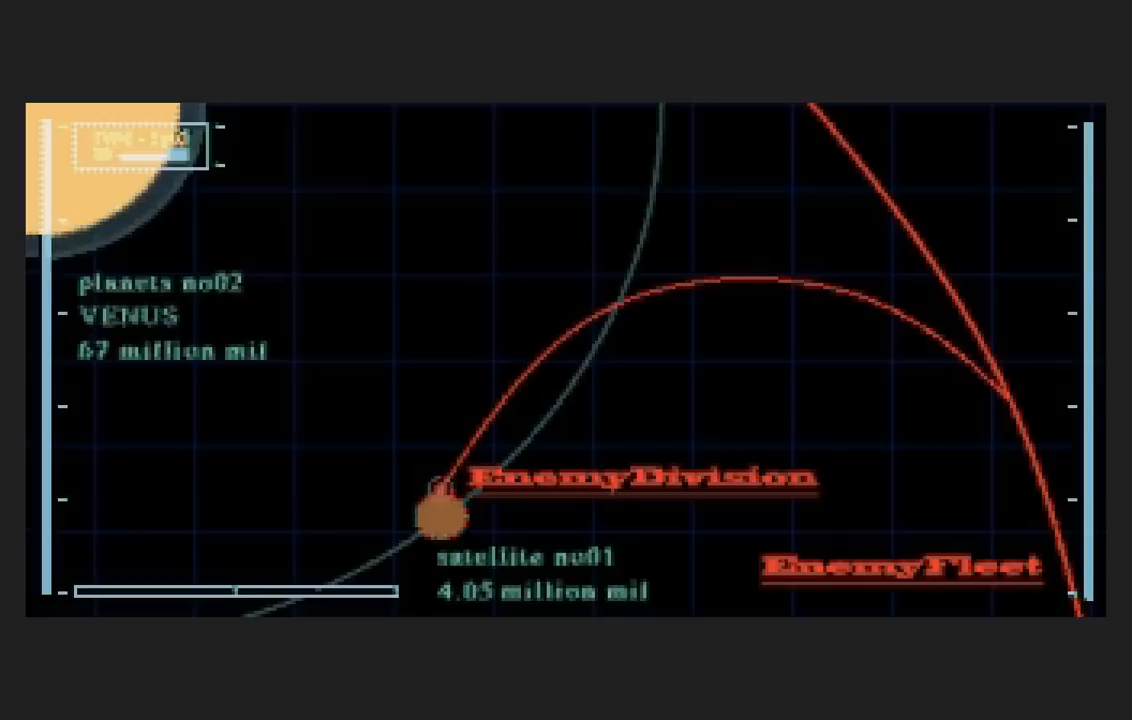 planets no02
VENUS
67 million mil
EnemyDivision
satellite no01
4.05 million mil
EnemyFleet